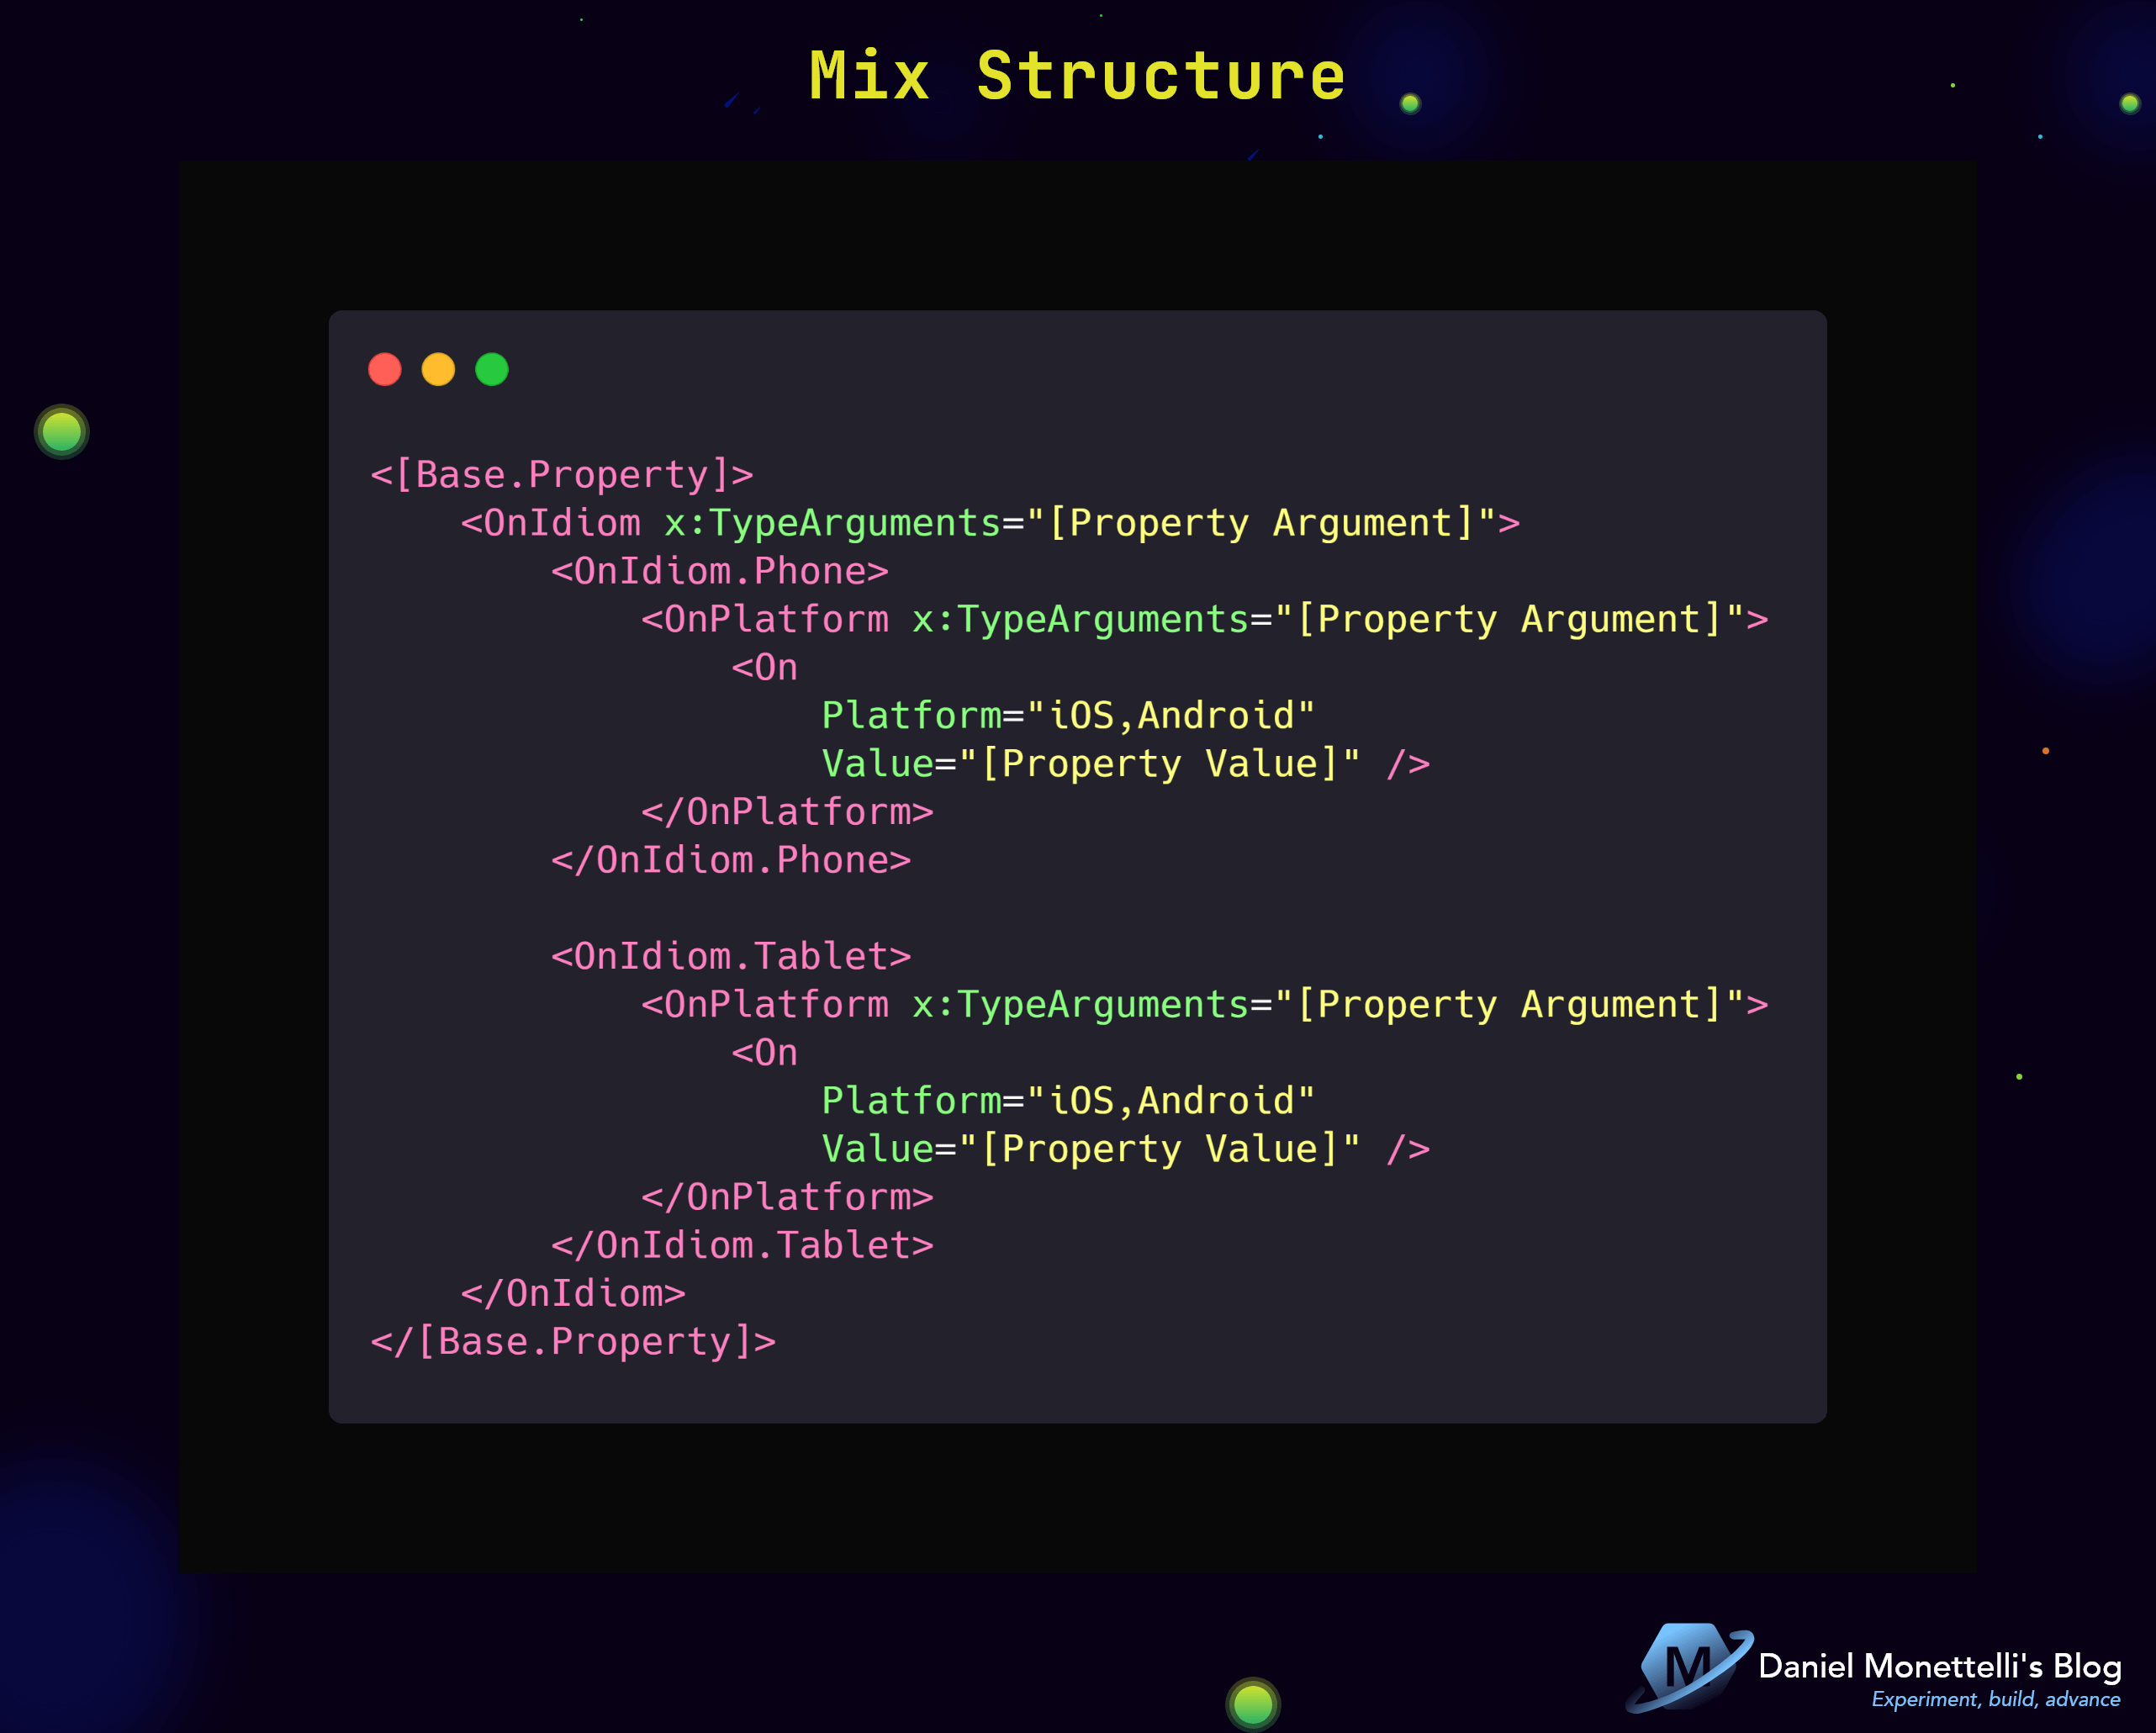 Mix Structure
<[Base.Property]>
    <OnIdiom x:TypeArguments="[Property Argument]">
        <OnIdiom.Phone>
            <OnPlatform x:TypeArguments="[Property Argument]">
                <On
                    Platform="iOS,Android"
                    Value="[Property Value]" />
            </OnPlatform>
        </OnIdiom.Phone>
        <OnIdiom.Tablet>
            <OnPlatform x:TypeArguments="[Property Argument]">
                <On
                    Platform="iOS,Android"
                    Value="[Property Value]" />
            </OnPlatform>
        </OnIdiom.Tablet>
    </OnIdiom>
</[Base.Property]>
M
Daniel Monettelli's Blog
Experiment, build, advance